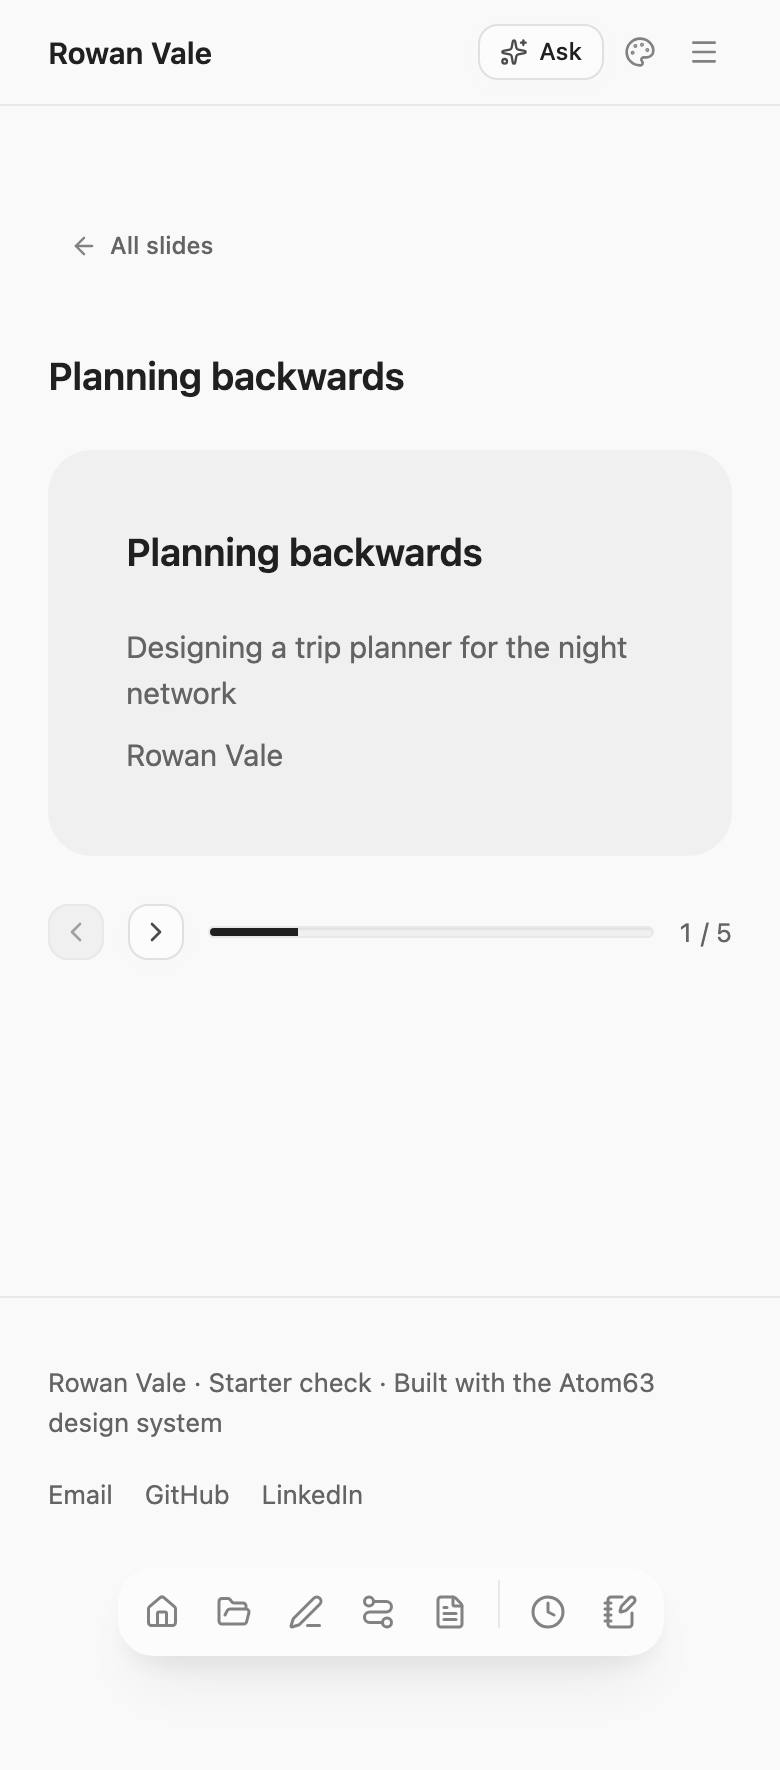 Rowan Vale
Ask
All slides
Planning backwards
Planning backwards
Designing a trip planner for the night
network
Rowan Vale
1 / 5
Rowan Vale · Starter check · Built with the Atom63
design system
Email GitHub LinkedIn